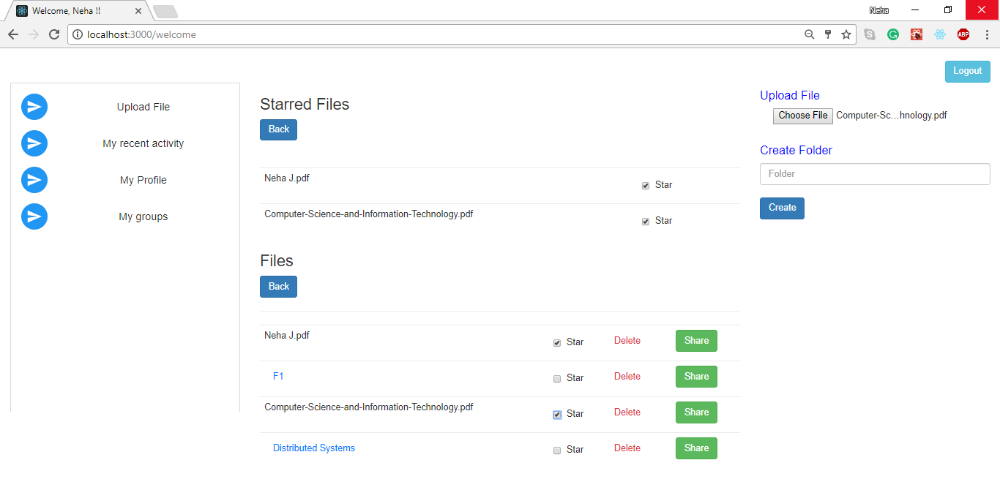 Welcome, Neha !!
Neha
localhost:3000/welcome
S
G
ABP
Logout
Upload File
My recent activity
My Profile
My groups
Starred Files
Back
Neha J.pdf
Star
Computer-Science-and-Information-Technology.pdf
Star
Files
Back
Neha J.pdf
Star
Delete
Share
F1
Star
Delete
Share
Computer-Science-and-Information-Technology.pdf
Star
Delete
Share
Distributed Systems
Star
Delete
Share
Upload File
Choose File Computer-Sc...hnology.pdf
Create Folder
Folder
Create